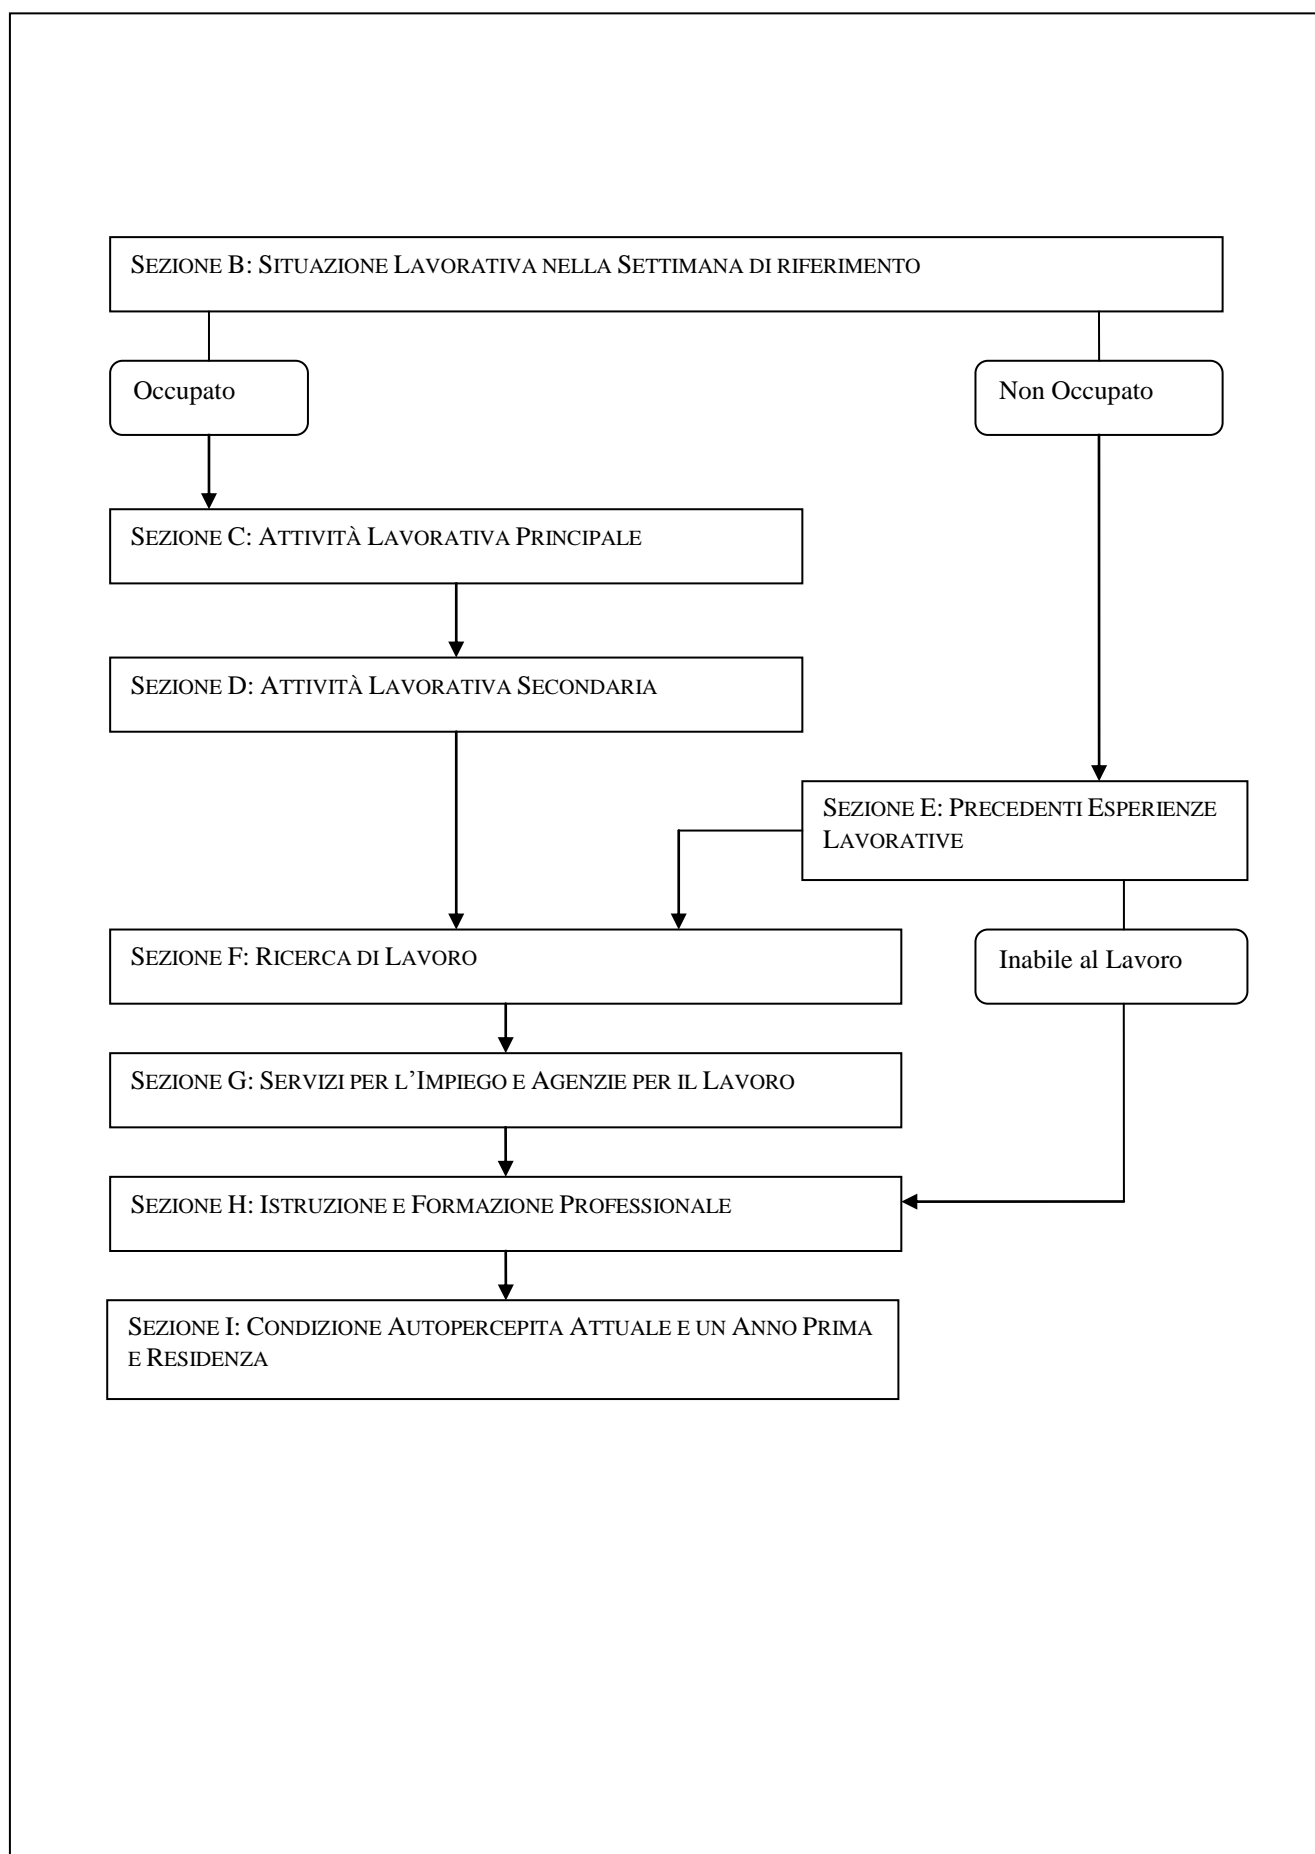 SEZIONE B: SITUAZIONE LAVORATIVA NELLA SETTIMANA DI RIFERIMENTO
Occupato
Non Occupato
SEZIONE C: ATTIVITÀ LAVORATIVA PRINCIPALE
SEZIONE D: ATTIVITÀ LAVORATIVA SECONDARIA
SEZIONE E: PRECEDENTI ESPERIENZE
LAVORATIVE
SEZIONE F: RICERCA DI LAVORO
Inabile al Lavoro
SEZIONE G: SERVIZI PER L’IMPIEGO E AGENZIE PER IL LAVORO
SEZIONE H: ISTRUZIONE E FORMAZIONE PROFESSIONALE
SEZIONE I: CONDIZIONE AUTOPERCEPITA ATTUALE E UN ANNO PRIMA
E RESIDENZA